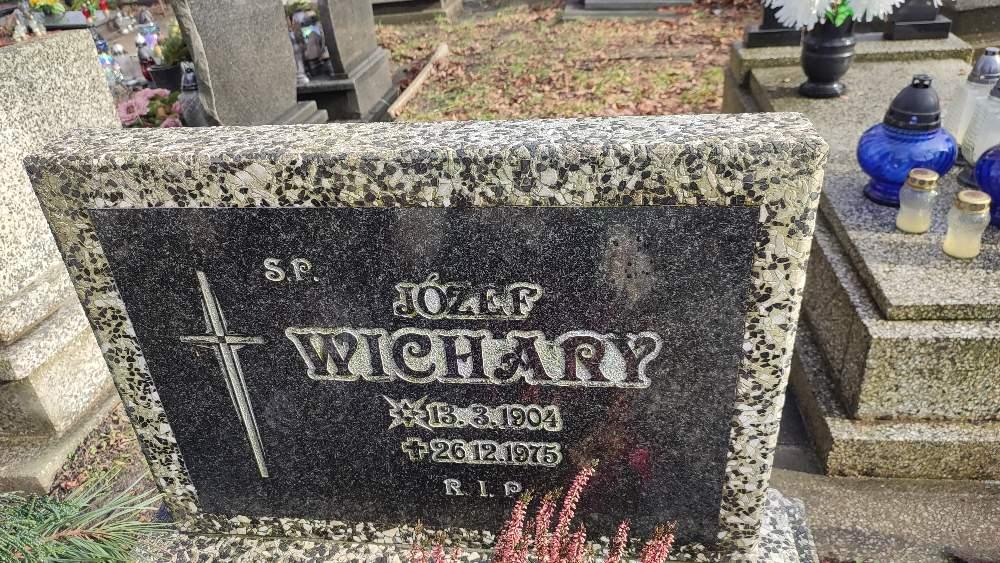 S.P.
JÓZEF
WICHARY
13.3.1904
26.12.1975
R.I.P